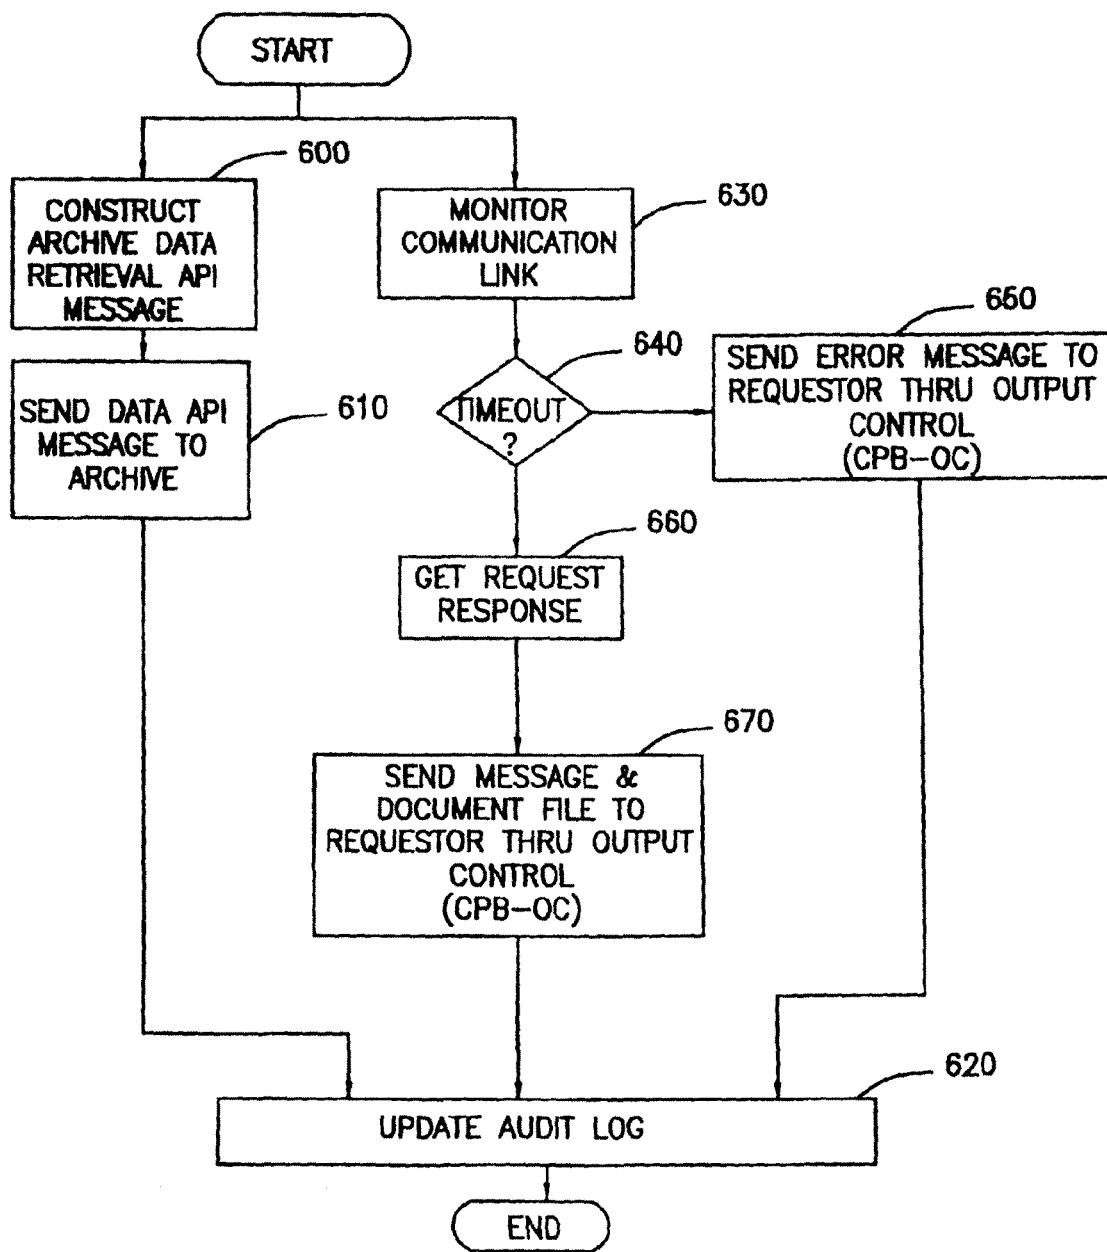 START
600
CONSTRUCT
ARCHIVE DATA
RETRIEVAL API
MESSAGE
MONITOR
COMMUNICATION
LINK
630
SEND DATA API
MESSAGE TO
ARCHIVE
610
TIMEOUT
?
640
650
SEND ERROR MESSAGE TO
REQUESTOR THRU OUTPUT
CONTROL
(CPB-OC)
660
GET REQUEST
RESPONSE
670
SEND MESSAGE &
DOCUMENT FILE TO
REQUESTOR THRU OUTPUT
CONTROL
(CPB-OC)
620
UPDATE AUDIT LOG
END